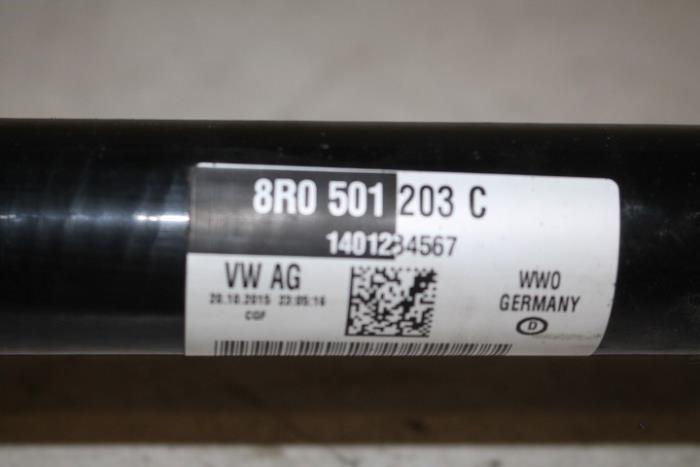 8R0 501 203 C
1401234567
VW AG
20.10.2015 23:05:16
CGF
WWO
GERMANY
D